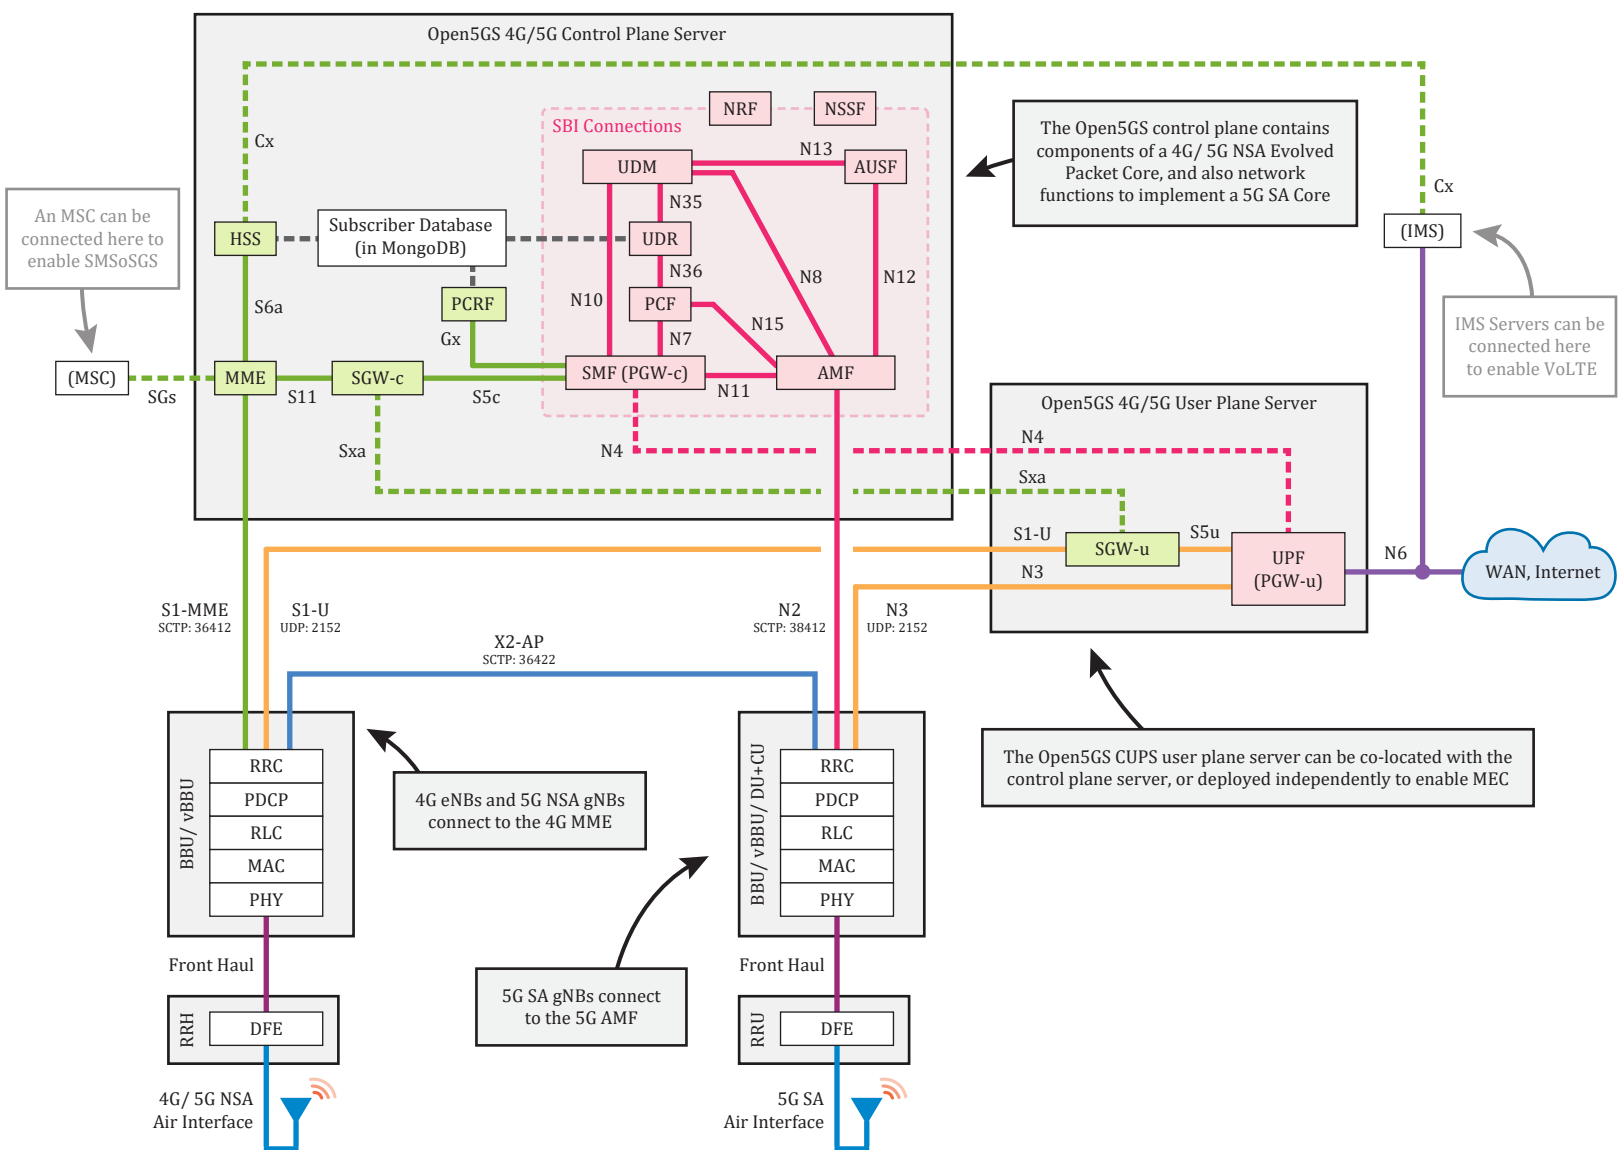 Open5GS 4G/5G Control Plane Server
NRF
NSSF
SBI Connections
Cx
UDM
N13
AUSF
The Open5GS control plane contains
components of a 4G/ 5G NSA Evolved
Packet Core, and also network
functions to implement a 5G SA Core
Cx
An MSC can be
connected here to
enable SMSoSGS
HSS
Subscriber Database
(in MongoDB)
N35
UDR
N36
N8
N12
(IMS)
S6a
PCRF
Gx
N10
PCF
N15
N7
IMS Servers can be
connected here
to enable VoLTE
(MSC)
SGs
MME
S11
SGW-c
S5c
SMF (PGW-c)
N11
AMF
Open5GS 4G/5G User Plane Server
Sxa
N4
N4
Sxa
S1-U
SGW-u
S5u
UPF
(PGW-u)
N3
N6
WAN, Internet
S1-MME
SCTP: 36412
S1-U
UDP: 2152
N2
SCTP: 38412
N3
UDP: 2152
X2-AP
SCTP: 36422
BBU/ vBBU
RRC
PDCP
RLC
MAC
PHY
4G eNBs and 5G NSA gNBs
connect to the 4G MME
BBU/ vBBU/ DU+CU
RRC
PDCP
RLC
MAC
PHY
The Open5GS CUPS user plane server can be co-located with the
control plane server, or deployed independently to enable MEC
Front Haul
5G SA gNBs connect
to the 5G AMF
Front Haul
RRH
DFE
RRU
DFE
4G/ 5G NSA
Air Interface
5G SA
Air Interface